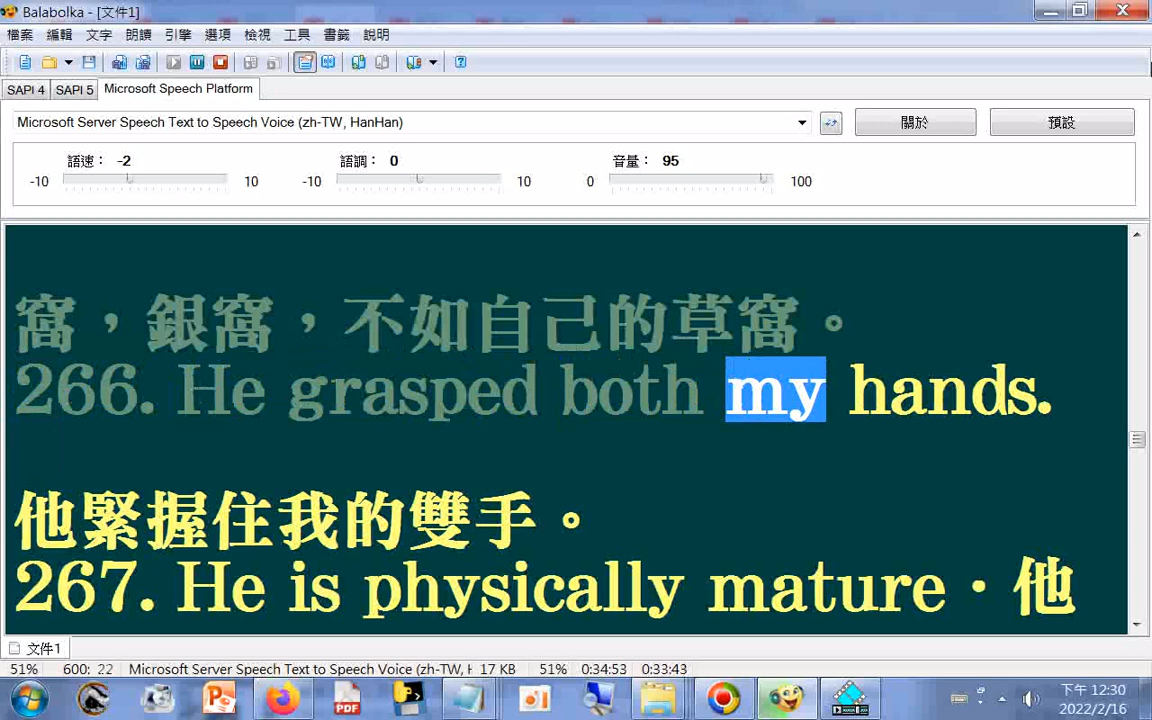 Balabolka - [文件1]
檔案 編輯 文字 朗讀 引擎 選項 檢視 工具 書籤 說明
SAPI 4 SAPI 5 Microsoft Speech Platform
Microsoft Server Speech Text to Speech Voice (zh-TW, HanHan) 關於 預設
語速： -2 語調： 0 音量： 95
-10 10 -10 10 0 100
窩，銀窩，不如自己的草窩。
266. He grasped both my hands.
他緊握住我的雙手。
267. He is physically mature．他
文件1
51% 600: 22 Microsoft Server Speech Text to Speech Voice (zh-TW, H 17 KB 51% 0:34:53 0:33:43
PDF
下午 12:30
2022/2/16